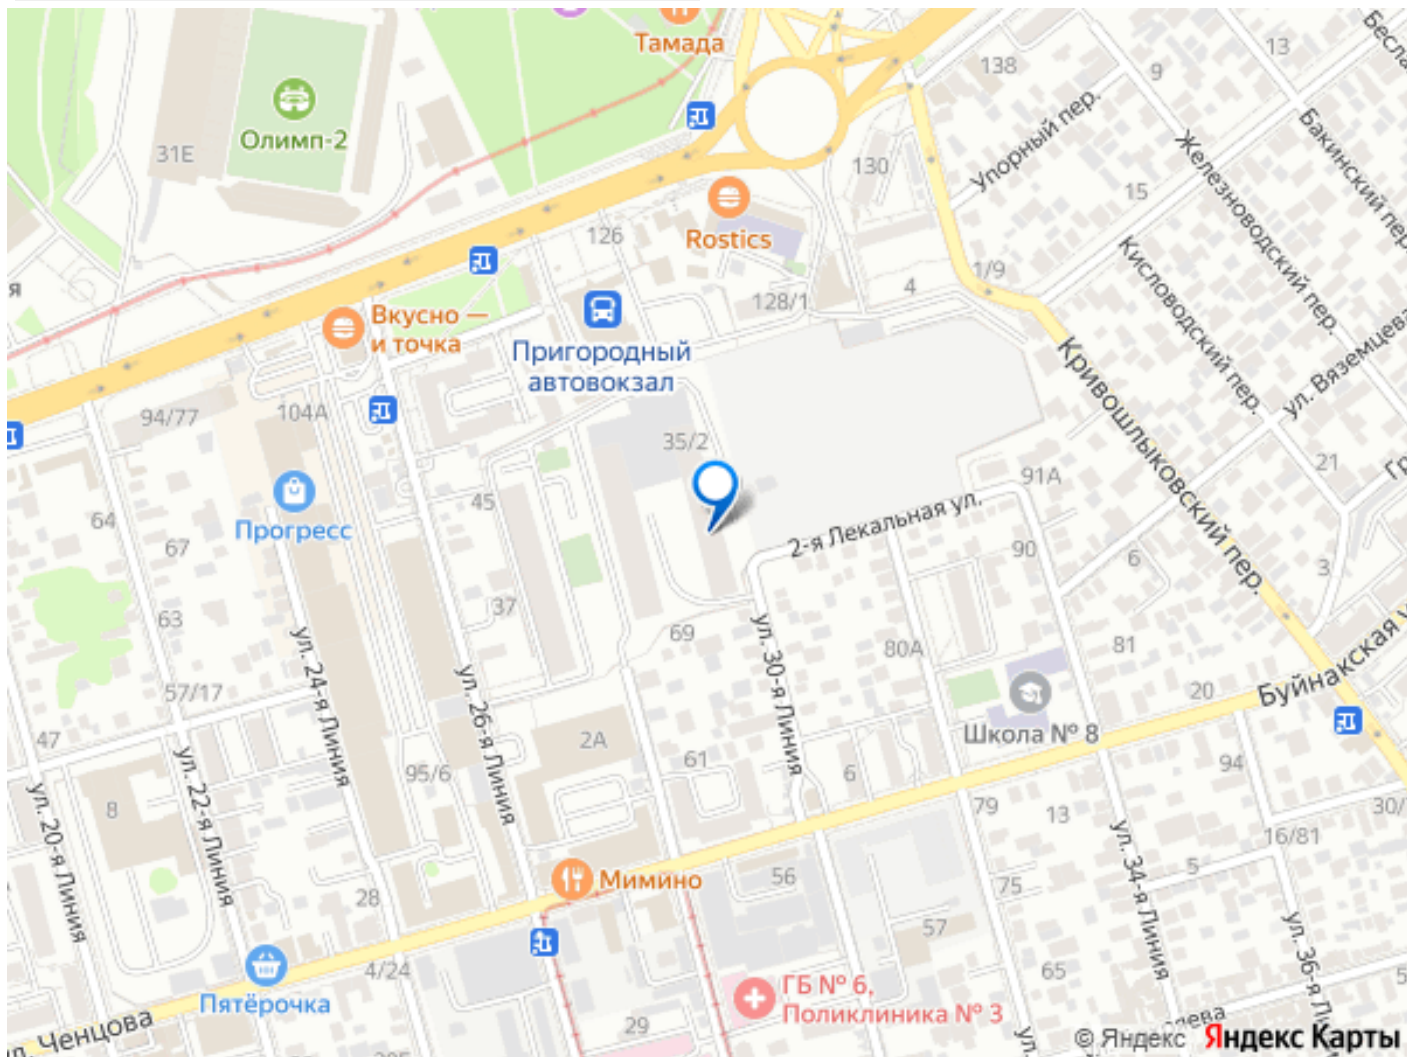 Тамада
Олимп-2
31Е
138
13
9
Бесла
Упорный пер.
Бакинский пер.
Железноводский пер.
130
15
Rostics
126
Кисловодский пер.
1/9
4
128/1
я
Вкусно —
и точка
Пригородный
автовокзал
Кривошлыковский пер.
ул. Вяземцева
94/77
104А
35/2
21
Гр
91А
45
64
Прогресс
67
2-я Лекальная ул.
90
6
3
37
63
69
ул. 24-я Линия
ул. 26-я Линия
ул. 30-я Линия
80А
81
57/17
20
Буйнакская у
Школа № 8
47
2А
61
6
94
95/6
8
ул. 20-я Линия
ул. 22-я Линия
79
13
30/
16/81
ул. 34-я Линия
5
Мимино
56
75
28
57
ул. 36-я Ли
4/24
65
5
Пятёрочка
ГБ № 6,
Поликлиника № 3
29
л. Ченцова
ул.
© Яндекс
Яндекс Карты